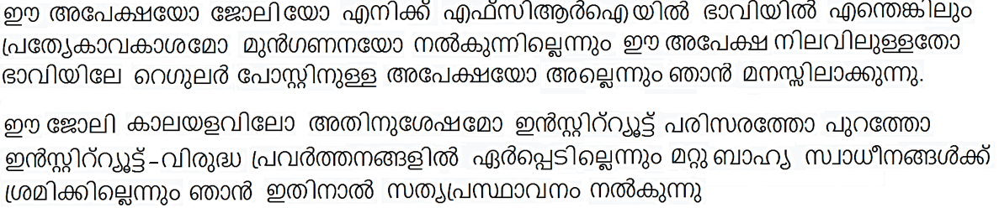 ഈ അപേക്ഷയോ ജോലിയോ എനിക്ക് എഫ്സിആർഐയിൽ ഭാവിയിൽ എന്തെങ്കിലും
പ്രത്യേകാവകാശമോ മുൻഗണനയോ നൽകുന്നില്ലെന്നും ഈ അപേക്ഷ നിലവിലുള്ളതോ
ഭാവിയിലേ റെഗുലർ പോസ്റ്റിനുള്ള അപേക്ഷയോ അല്ലെന്നും ഞാൻ മനസ്സിലാക്കുന്നു.
ഈ ജോലി കാലയളവിലോ അതിനുശേഷമോ ഇൻസ്റ്റിറ്റ്യൂട്ട് പരിസരത്തോ പുറത്തോ
ഇൻസ്റ്റിറ്റ്യൂട്ട്-വിരുദ്ധ പ്രവർത്തനങ്ങളിൽ ഏർപ്പെടില്ലെന്നും മറ്റു ബാഹ്യ സ്വാധീനങ്ങൾക്ക്
ശ്രമിക്കില്ലെന്നും ഞാൻ ഇതിനാൽ സത്യപ്രസ്ഥാവനം നൽകുന്നു